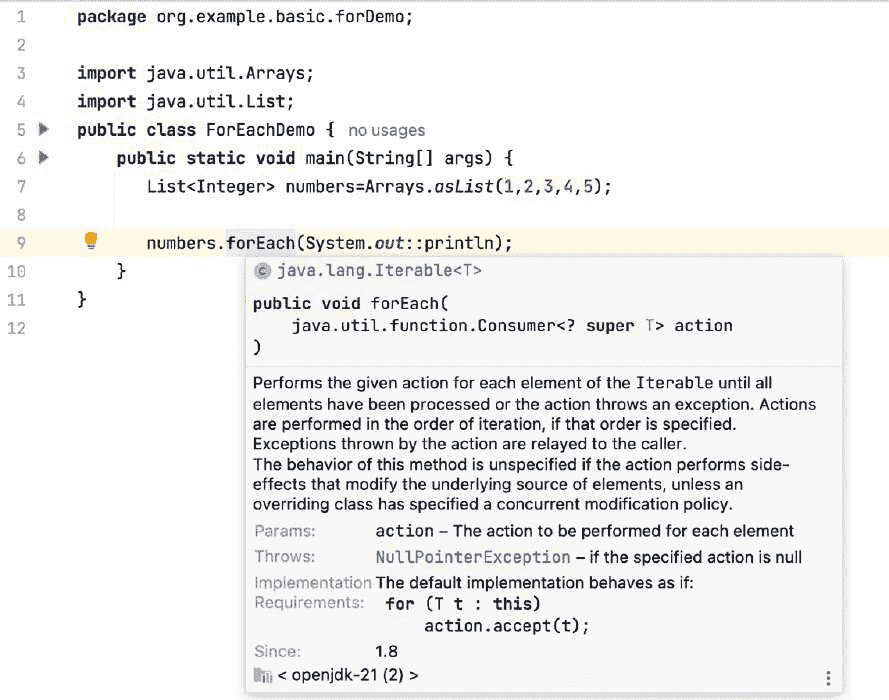 1 package org.example.basic.forDemo;
2
3 import java.util.Arrays;
4 import java.util.List;
5 public class ForEachDemo { no usages
6 public static void main(String[] args) {
7 List<Integer> numbers=Arrays.asList(1,2,3,4,5);
8
9 numbers.forEach(System.out::println);
10 }
11 }
12
java.lang.Iterable<T>
public void forEach(
java.util.function.Consumer<? super T> action
)
Performs the given action for each element of the Iterable until all
elements have been processed or the action throws an exception. Actions
are performed in the order of iteration, if that order is specified.
Exceptions thrown by the action are relayed to the caller.
The behavior of this method is unspecified if the action performs side-
effects that modify the underlying source of elements, unless an
overriding class has specified a concurrent modification policy.
Params: action – The action to be performed for each element
Throws: NullPointerException – if the specified action is null
Implementation The default implementation behaves as if:
Requirements: for (T t : this)
action.accept(t);
Since: 1.8
< openjdk-21 (2) >